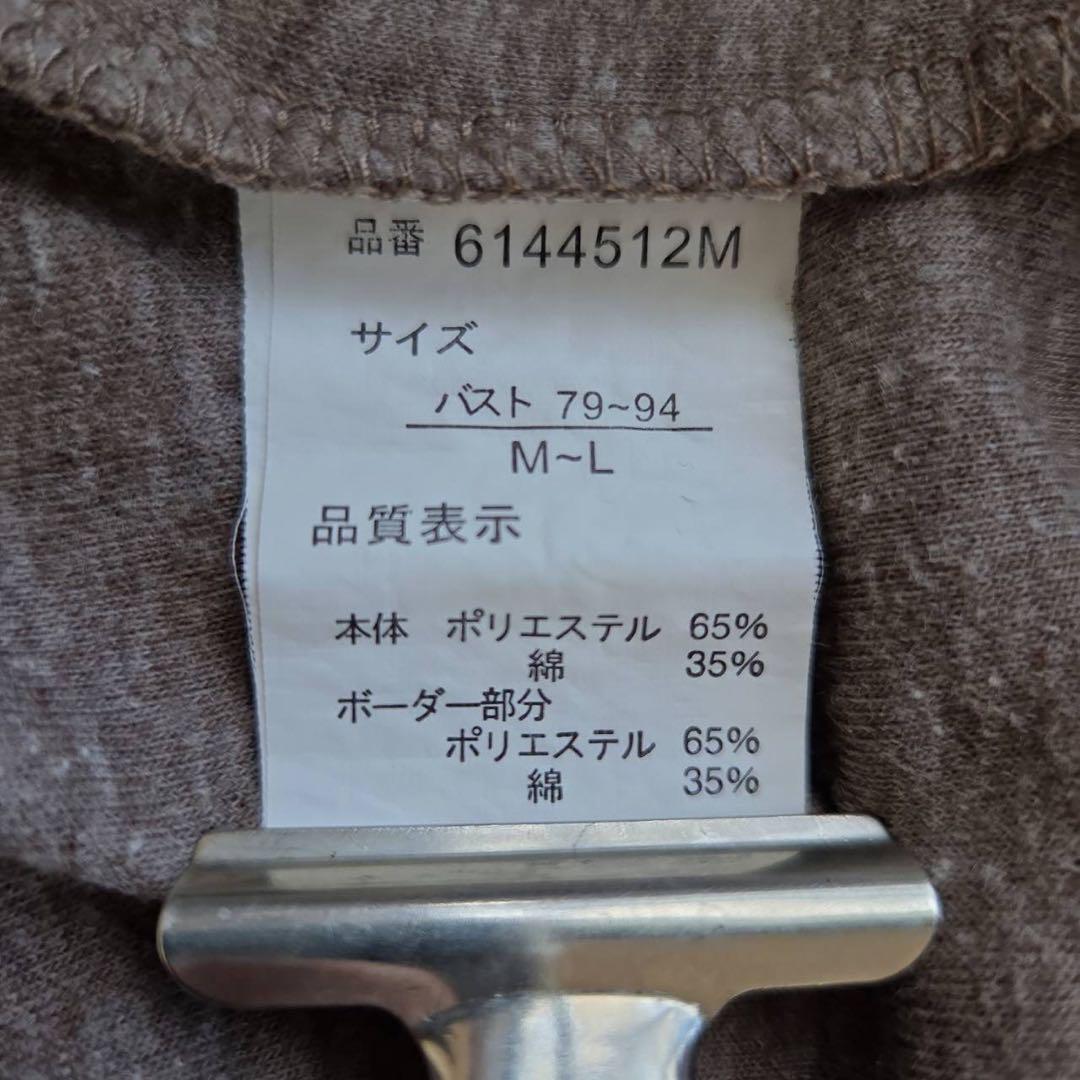 品番 6144512M
サイズ
バスト 79~94
M~L
品質表示
本体 ポリエステル 65%
綿 35%
ボーダー部分
ポリエステル 65%
綿 35%